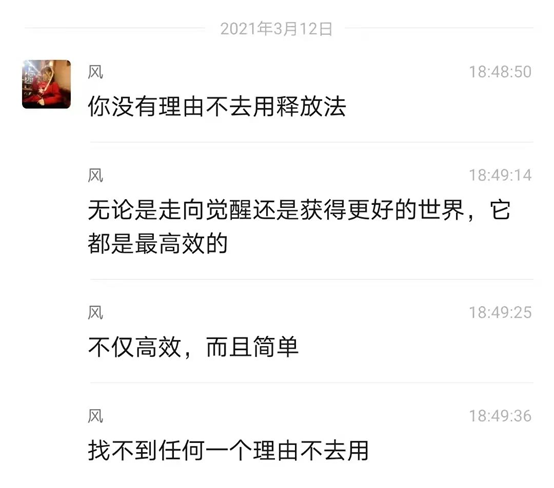 2021年3月12日
风 18:48:50
你没有理由不去用释放法
风 18:49:14
无论是走向觉醒还是获得更好的世界，它
都是最高效的
风 18:49:25
不仅高效，而且简单
风 18:49:36
找不到任何一个理由不去用